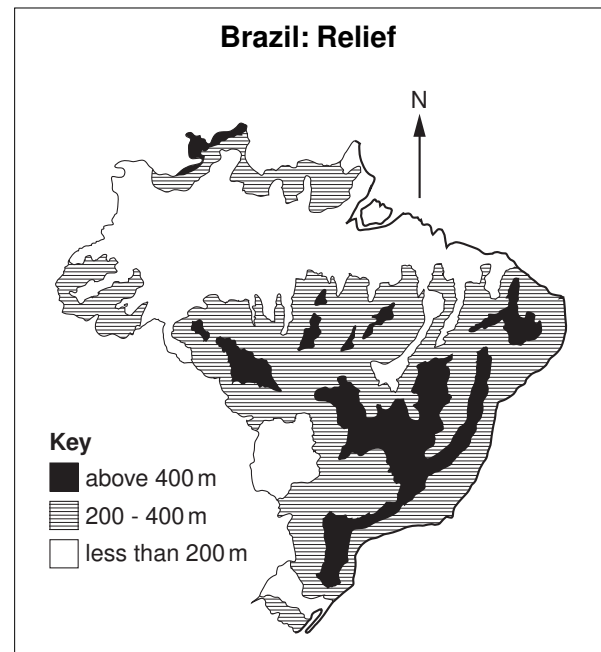 Brazil: Relief
N
Key
above 400 m
200 - 400 m
less than 200 m